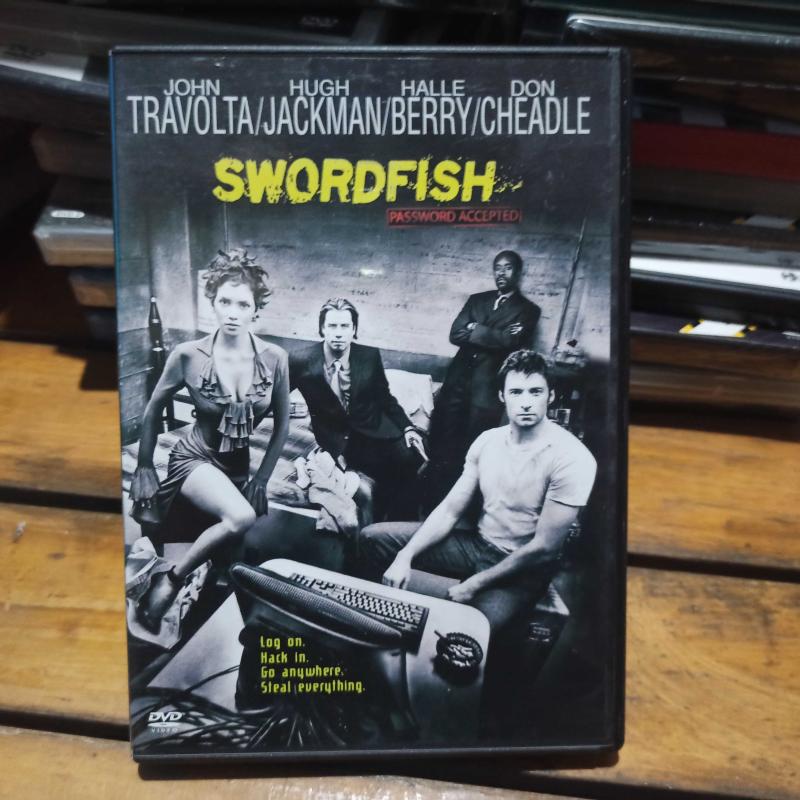 JOHN HUGH HALLE DON
TRAVOLTA/JACKMAN/BERRY/CHEADLE
SWORDFISH
PASSWORD ACCEPTED
Log on.
Hack in.
Go anywhere.
Steal everything.
DVD
VIDEO